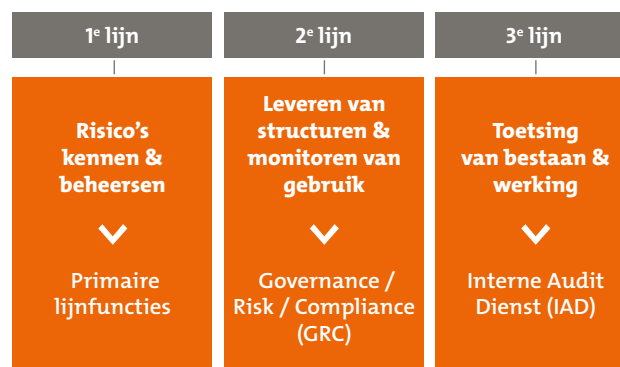 1e lijn
Risico's
kennen &
beheersen
Primaire
lijnfuncties
2e lijn
Leveren van
structuren &
monitoren van
gebruik
Governance /
Risk / Compliance
(GRC)
3e lijn
Toetsing
van bestaan &
werking
Interne Audit
Dienst (IAD)